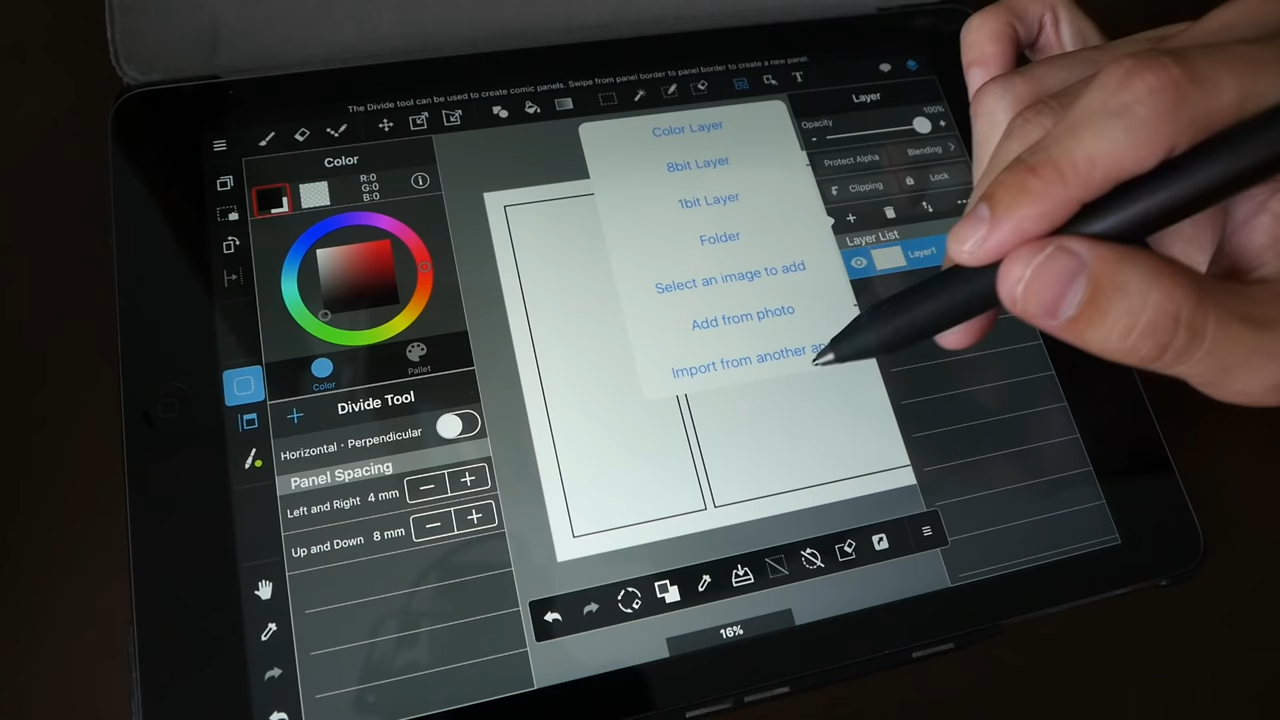 The Divide tool can be used to create comic panels. Swipe from panel border to panel border to create a new panel.
T
Color
R:0
G:0
B:0
Color
Pallet
Divide Tool
Horizontal・Perpendicular
Panel Spacing
Left and Right 4 mm
Up and Down 8 mm
Color Layer
8bit Layer
1bit Layer
Folder
Select an image to add
Add from photo
Import from another
Layer
Opacity
100%
Protect Alpha
Blending
Clipping
Lock
Layer List
Layer1
16%